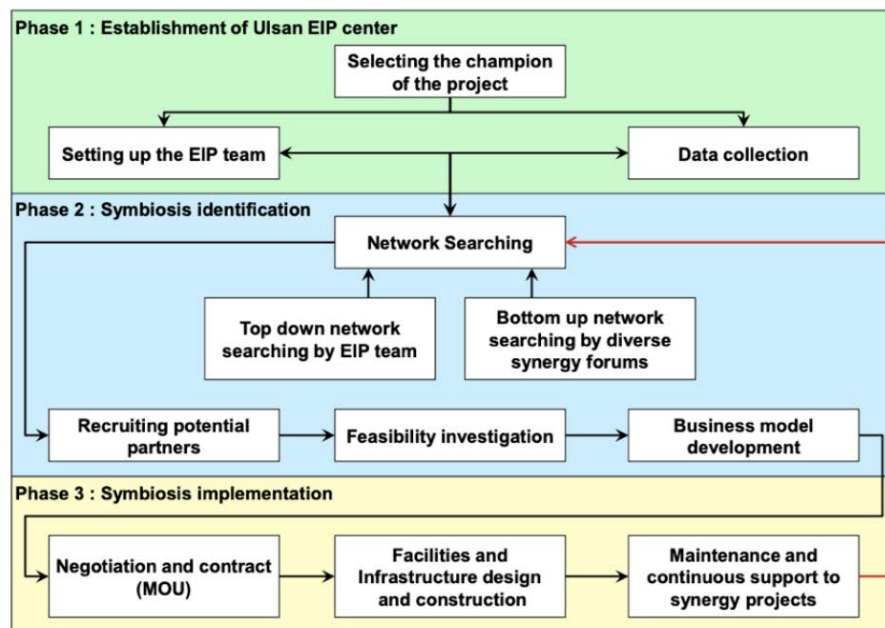 Phase 1 : Establishment of Ulsan EIP center
Selecting the champion
of the project
Setting up the EIP team
Data collection
Phase 2 : Symbiosis identification
Network Searching
Top down network
searching by EIP team
Bottom up network
searching by diverse
synergy forums
Recruiting potential
partners
Feasibility investigation
Business model
development
Phase 3 : Symbiosis implementation
Negotiation and contract
(MOU)
Facilities and
Infrastructure design
and construction
Maintenance and
continuous support to
synergy projects